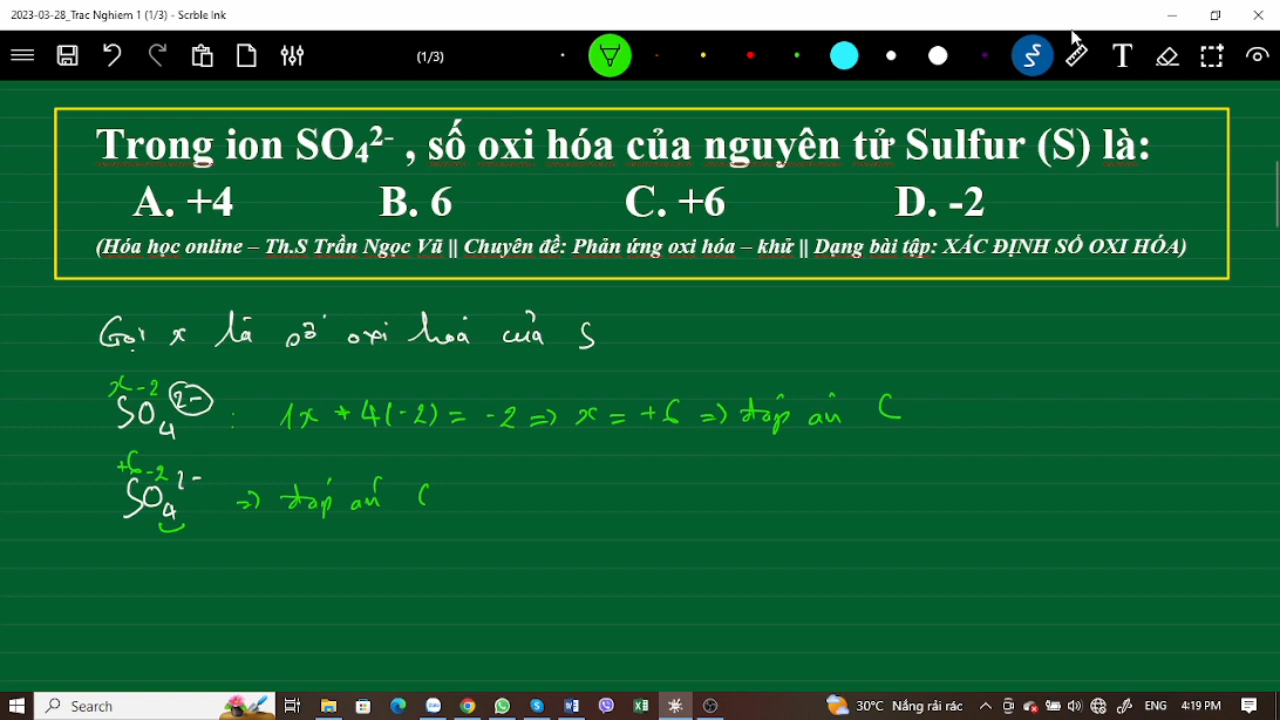 2023-03-28_Trac Nghiem 1 (1/3) - Scrble Ink
(1/3)
T
Trong ion SO₄²⁻ , số oxi hóa của nguyên tử Sulfur (S) là:
A. +4 B. 6 C. +6 D. -2
(Hóa học online – Th.S Trần Ngọc Vũ || Chuyên đề: Phản ứng oxi hóa – khử || Dạng bài tập: XÁC ĐỊNH SỐ OXI HÓA)
Gọi x là số oxi hoá của S
x -2
SO₄²⁻ : 1x + 4(-2) = -2 => x = +6 => đáp án C
+6 -2
SO₄²⁻ => đáp án C
Search
30°C Nắng rải rác
ENG 4:19 PM